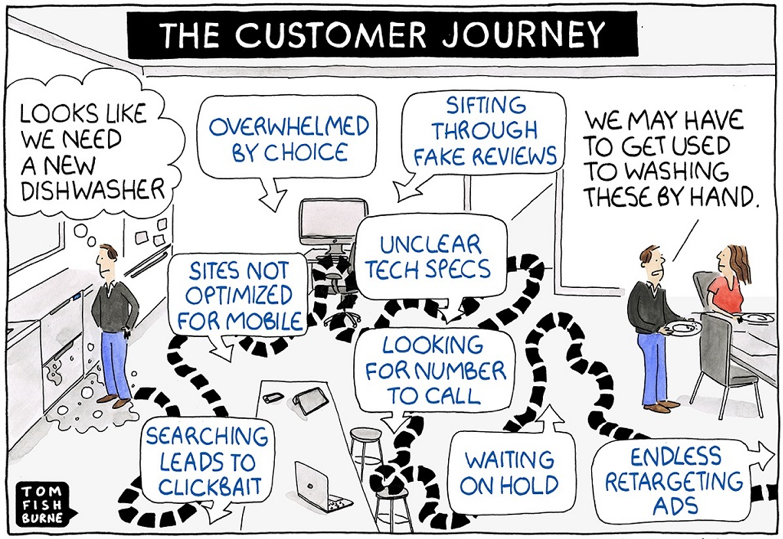 THE CUSTOMER JOURNEY
LOOKS LIKE
WE NEED
A NEW
DISHWASHER
OVERWHELMED
BY CHOICE
SIFTING
THROUGH
FAKE REVIEWS
WE MAY HAVE
TO GET USED
TO WASHING
THESE BY HAND.
SITES NOT
OPTIMIZED
FOR MOBILE
UNCLEAR
TECH SPECS
LOOKING
FOR NUMBER
TO CALL
SEARCHING
LEADS TO
CLICKBAIT
WAITING
ON HOLD
ENDLESS
RETARGETING
ADS
TOM
FISH
BURNE